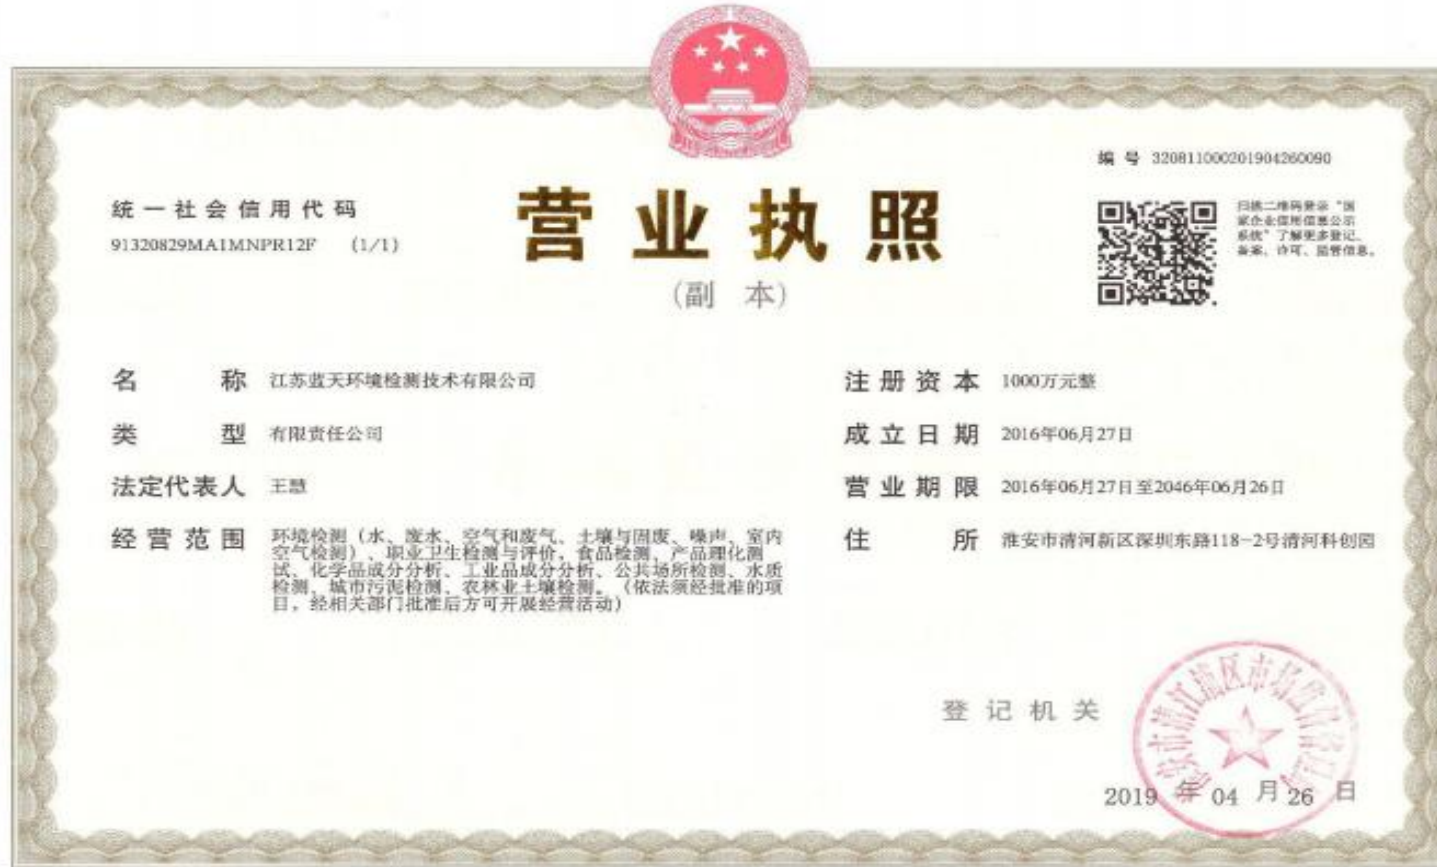 编 号 320811000201904260090
统一社会信用代码
91320829MA1MNPR12F (1/1)
营业执照
(副 本)
扫描二维码登录“国
家企业信用信息公示
系统”了解更多登记、
备案、许可、监管信息。
名 称 江苏蓝天环境检测技术有限公司
类 型 有限责任公司
法定代表人 王慧
经营范围 环境检测（水、废水、空气和废气、土壤与固废、噪声、室内
空气检测）、职业卫生检测与评价，食品检测、产品理化测
试、化学品成分分析、工业品成分分析、公共场所检测、水质
检测、城市污泥检测、农林业土壤检测。（依法须经批准的项
目，经相关部门批准后方可开展经营活动）
注册资本 1000万元整
成立日期 2016年06月27日
营业期限 2016年06月27日至2046年06月26日
住 所 淮安市清河新区深圳东路118-2号清河科创园
登记机关
淮安市清江浦区市场监督管理局
2019 年 04 月 26 日